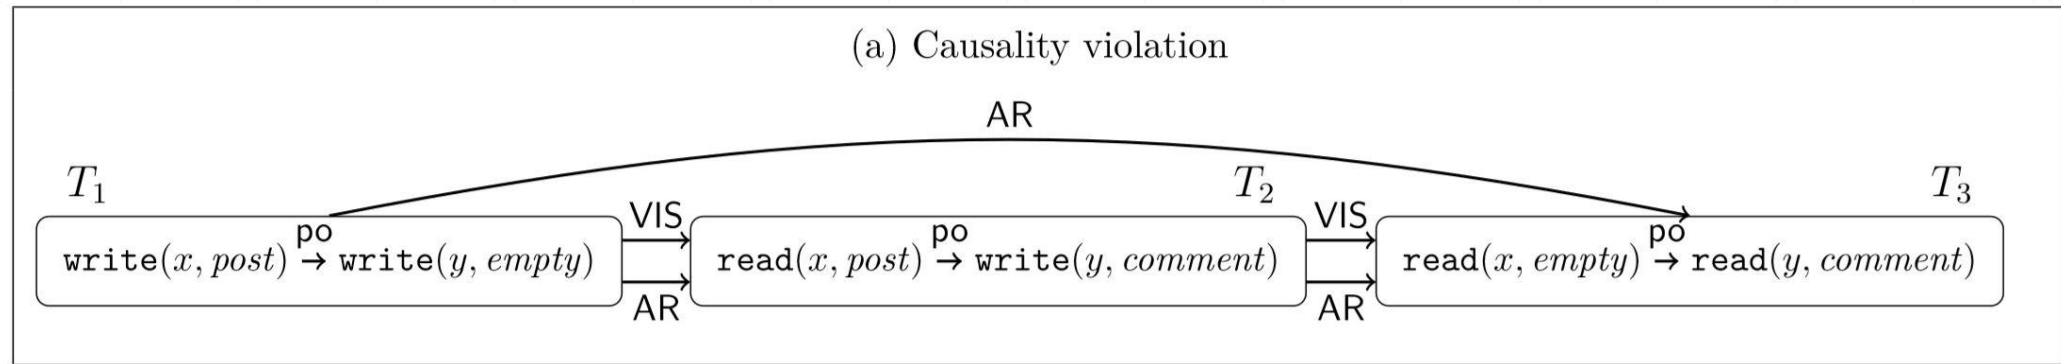 (a) Causality violation
AR
T₁ T₂ T₃
VIS VIS
po po po
write(x, post) → write(y, empty) read(x, post) → write(y, comment) read(x, empty) → read(y, comment)
AR AR